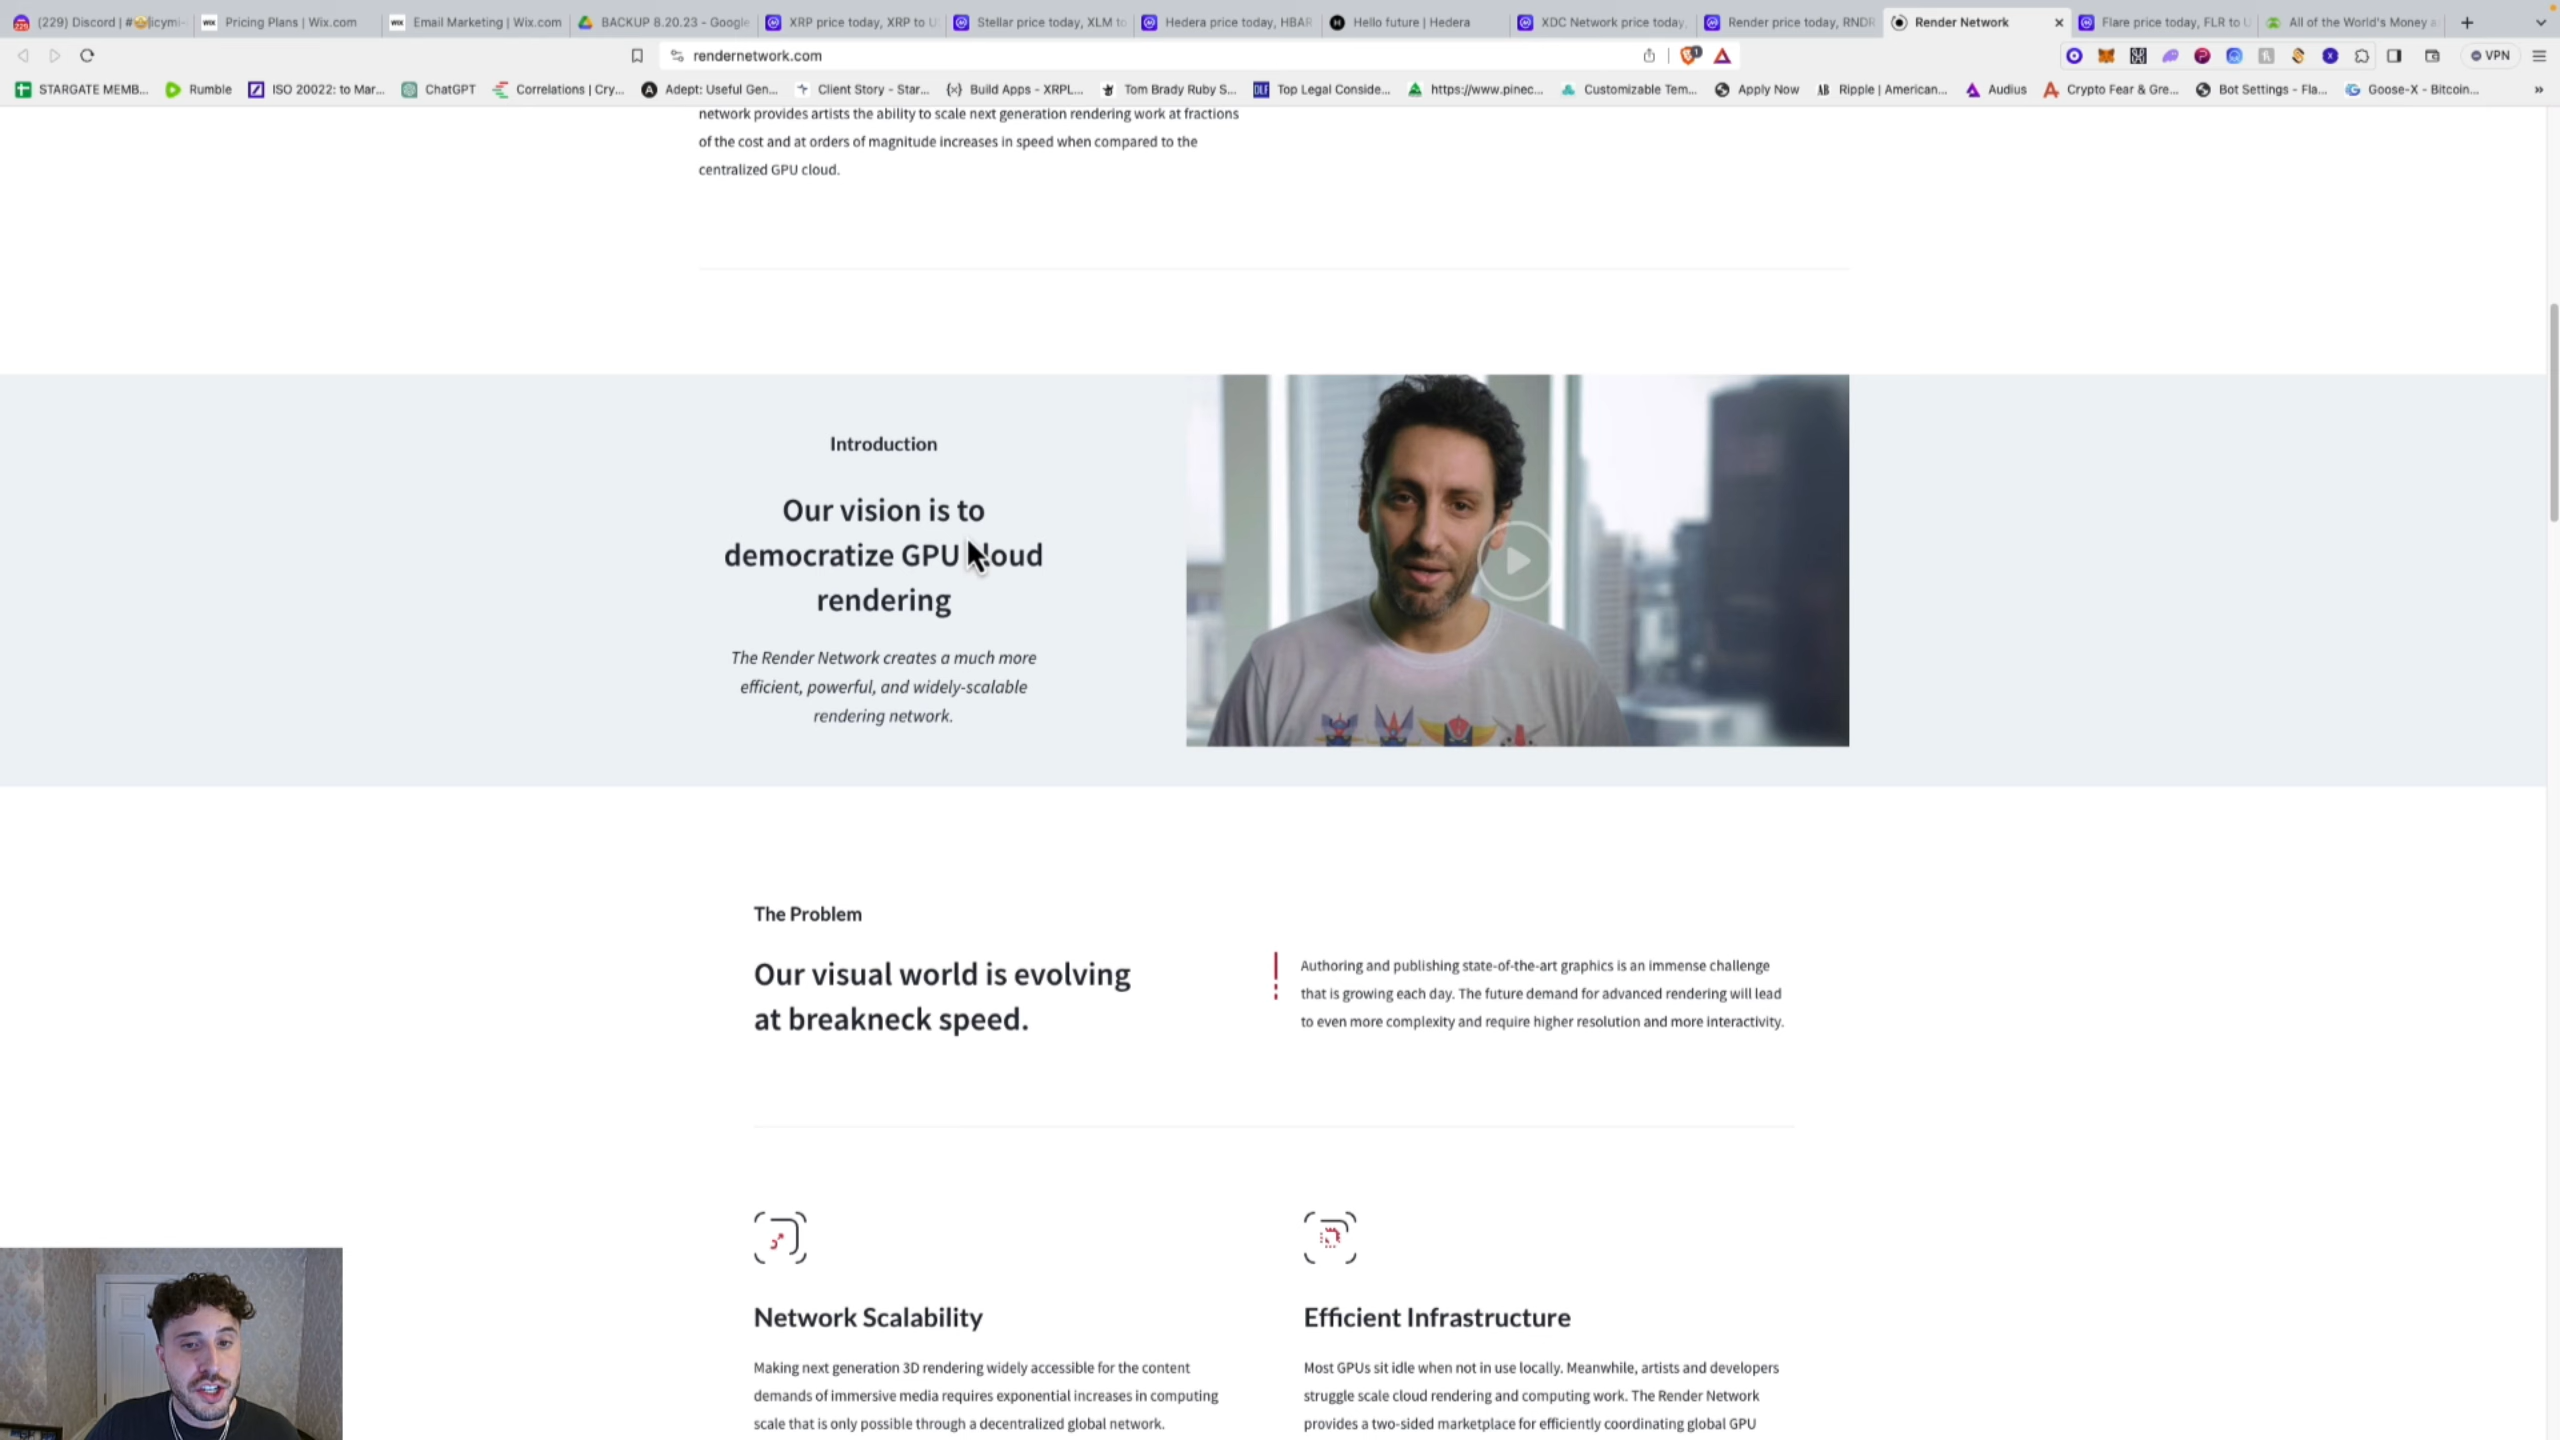 (229) Discord | #🤩|icymi-
Pricing Plans | Wix.com
Email Marketing | Wix.com
BACKUP 8.20.23 - Google
XRP price today, XRP to U
Stellar price today, XLM to
Hedera price today, HBAR
Hello future | Hedera
XDC Network price today,
Render price today, RNDR
Render Network
Flare price today, FLR to U
All of the World's Money a
rendernetwork.com
VPN
STARGATE MEMB...
Rumble
ISO 20022: to Mar...
ChatGPT
Correlations | Cry...
Adept: Useful Gen...
Client Story - Star...
Build Apps - XRPL...
Tom Brady Ruby S...
Top Legal Conside...
https://www.pinec...
Customizable Tem...
Apply Now
Ripple | American...
Audius
Crypto Fear & Gre...
Bot Settings - Fla...
Goose-X - Bitcoin...
network provides artists the ability to scale next generation rendering work at fractions
of the cost and at orders of magnitude increases in speed when compared to the
centralized GPU cloud.
Introduction
Our vision is to
democratize GPU cloud
rendering
The Render Network creates a much more
efficient, powerful, and widely-scalable
rendering network.
The Problem
Our visual world is evolving
at breakneck speed.
Authoring and publishing state-of-the-art graphics is an immense challenge
that is growing each day. The future demand for advanced rendering will lead
to even more complexity and require higher resolution and more interactivity.
Network Scalability
Making next generation 3D rendering widely accessible for the content
demands of immersive media requires exponential increases in computing
scale that is only possible through a decentralized global network.
Efficient Infrastructure
Most GPUs sit idle when not in use locally. Meanwhile, artists and developers
struggle scale cloud rendering and computing work. The Render Network
provides a two-sided marketplace for efficiently coordinating global GPU